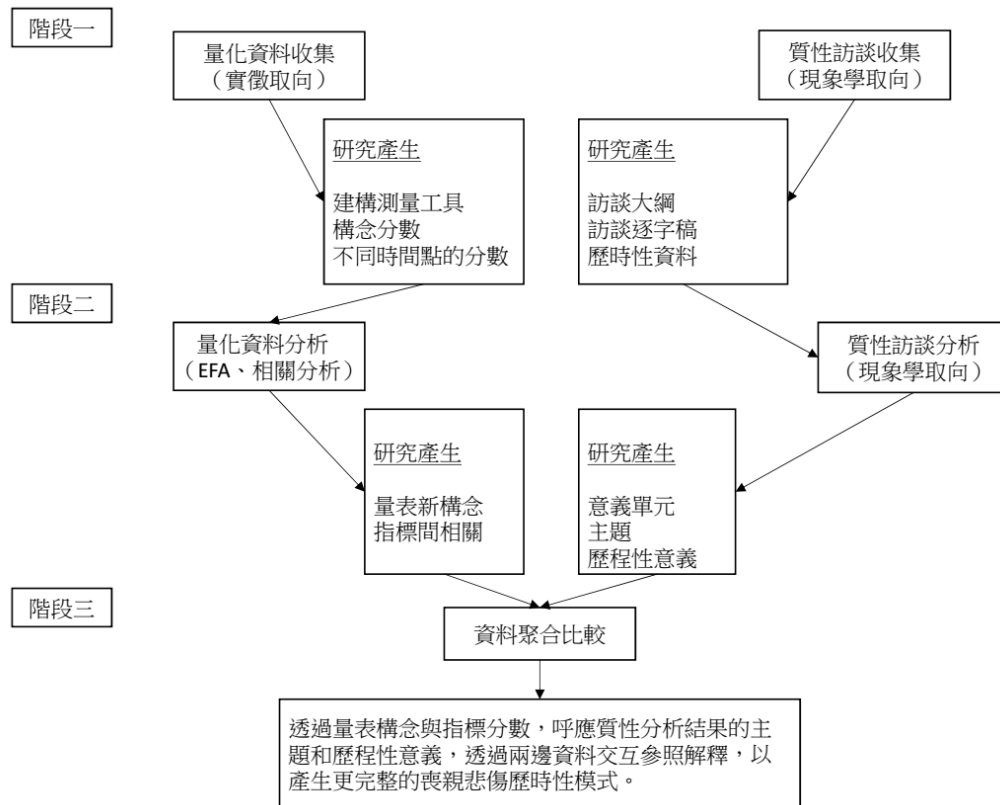 階段一
量化資料收集
（實徵取向）
質性訪談收集
（現象學取向）
研究產生
建構測量工具
構念分數
不同時間點的分數
研究產生
訪談大綱
訪談逐字稿
歷時性資料
階段二
量化資料分析
（EFA、相關分析）
質性訪談分析
（現象學取向）
研究產生
量表新構念
指標間相關
研究產生
意義單元
主題
歷程性意義
階段三
資料聚合比較
透過量表構念與指標分數，呼應質性分析結果的主
題和歷程性意義，透過兩邊資料交互參照解釋，以
產生更完整的喪親悲傷歷時性模式。